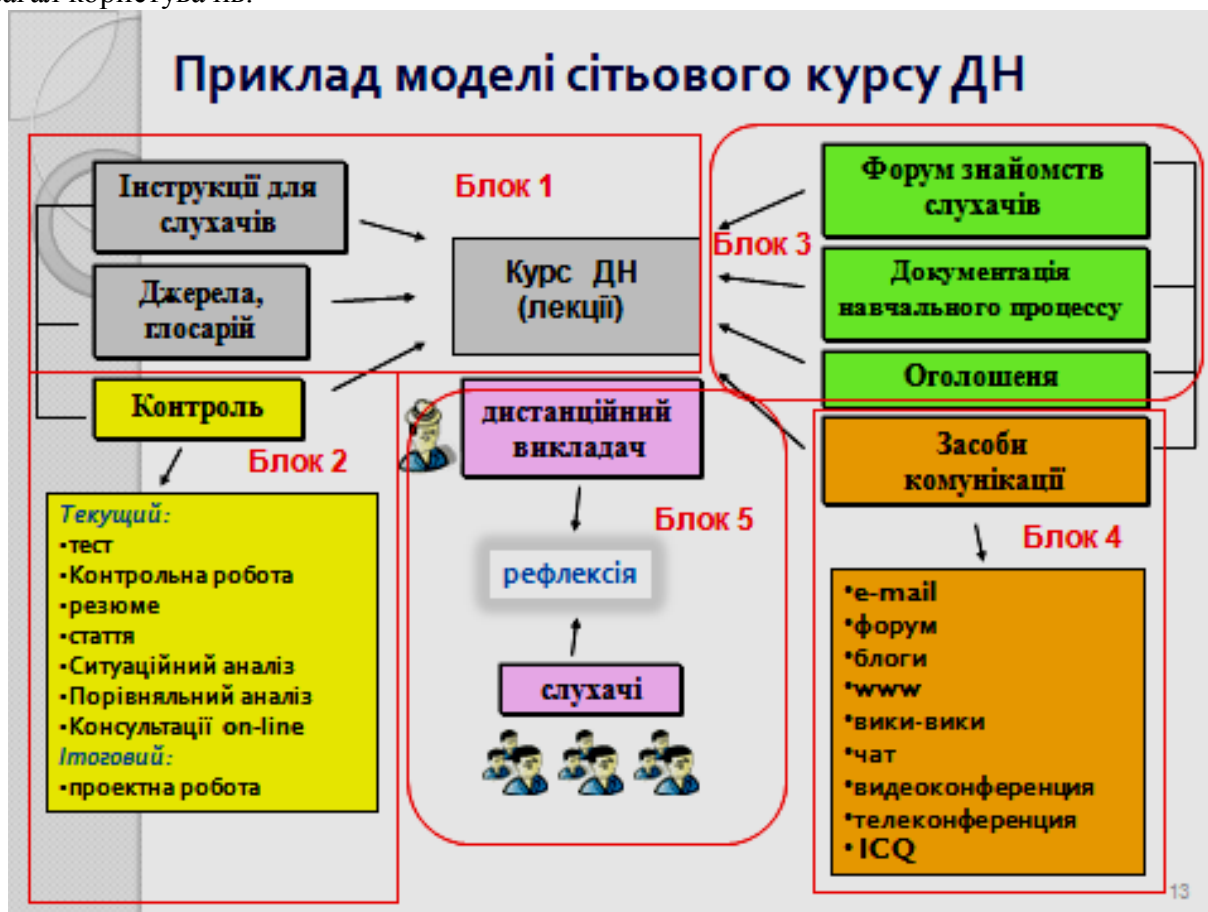 Приклад моделі сітьового курсу ДН
Інструкції для
слухачів
Блок 1
Джерела,
глосарій
Курс ДН
(лекції)
Форум знайомств
слухачів
Блок 3
Документація
навчального процессу
Оголошеня
Контроль
Блок 2
Текущий:
•тест
•Контрольна робота
•резюме
•стаття
•Ситуаційний аналіз
•Порівняльний аналіз
•Консультації on-line
Ітоговий:
•проектна робота
дистанційний
викладач
Блок 5
рефлексія
слухачі
Засоби
комунікації
Блок 4
•e-mail
•форум
•блоги
•www
•вики-вики
•чат
•видеоконференция
•телеконференция
• ICQ
13